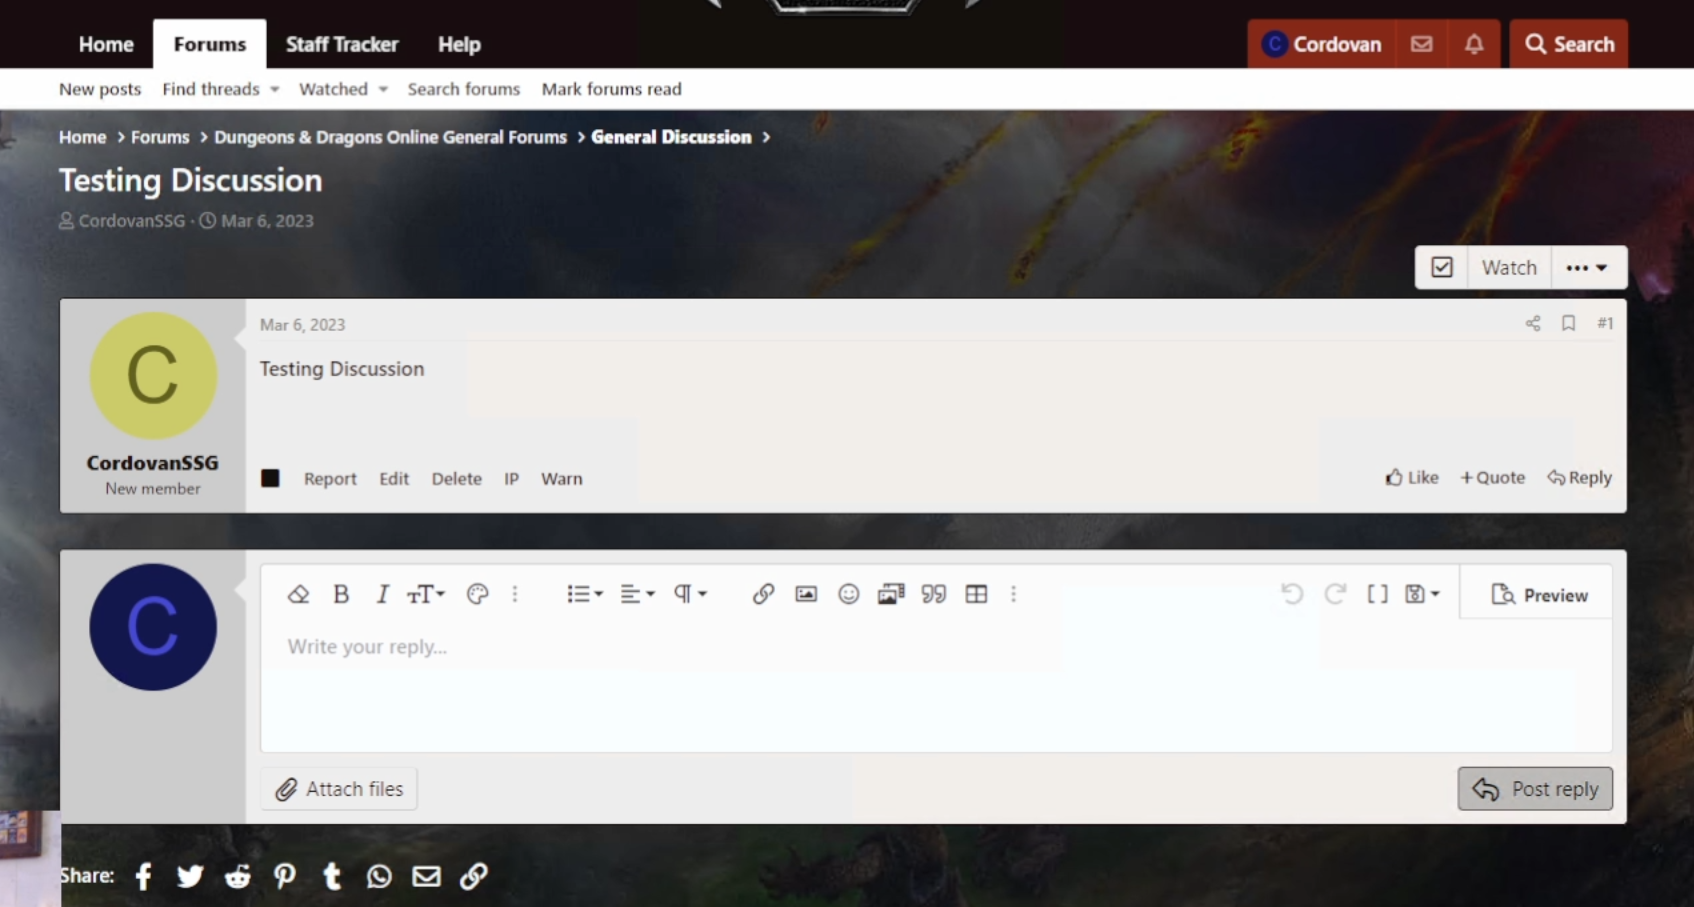 Home Forums Staff Tracker Help C Cordovan Search
New posts Find threads Watched Search forums Mark forums read
Home > Forums > Dungeons & Dragons Online General Forums > General Discussion >
Testing Discussion
CordovanSSG · Mar 6, 2023
Watch •••
Mar 6, 2023 #1
C
Testing Discussion
CordovanSSG
New member
Report Edit Delete IP Warn Like +Quote Reply
C
B I TT Preview
Write your reply...
Attach files Post reply
Share: